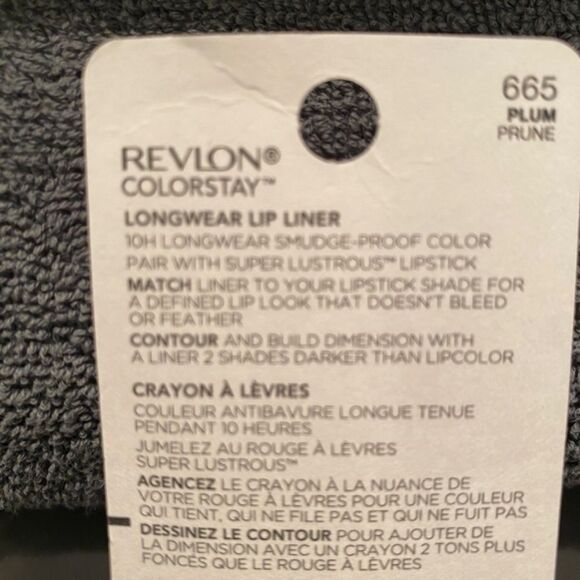 665
PLUM
PRUNE
REVLON®
COLORSTAY™
LONGWEAR LIP LINER
10H LONGWEAR SMUDGE-PROOF COLOR
PAIR WITH SUPER LUSTROUS™ LIPSTICK
MATCH LINER TO YOUR LIPSTICK SHADE FOR
A DEFINED LIP LOOK THAT DOESN'T BLEED
OR FEATHER
CONTOUR AND BUILD DIMENSION WITH
A LINER 2 SHADES DARKER THAN LIPCOLOR
CRAYON À LÈVRES
COULEUR ANTIBAVURE LONGUE TENUE
PENDANT 10 HEURES
JUMELEZ AU ROUGE À LÈVRES
SUPER LUSTROUS™
AGENCEZ LE CRAYON À LA NUANCE DE
VOTRE ROUGE À LÈVRES POUR UNE COULEUR
QUI TIENT, QUI NE FILE PAS ET QUI NE FUIT PAS
DESSINEZ LE CONTOUR POUR AJOUTER DE
LA DIMENSION AVEC UN CRAYON 2 TONS PLUS
FONCÉS QUE LE ROUGE À LÈVRES